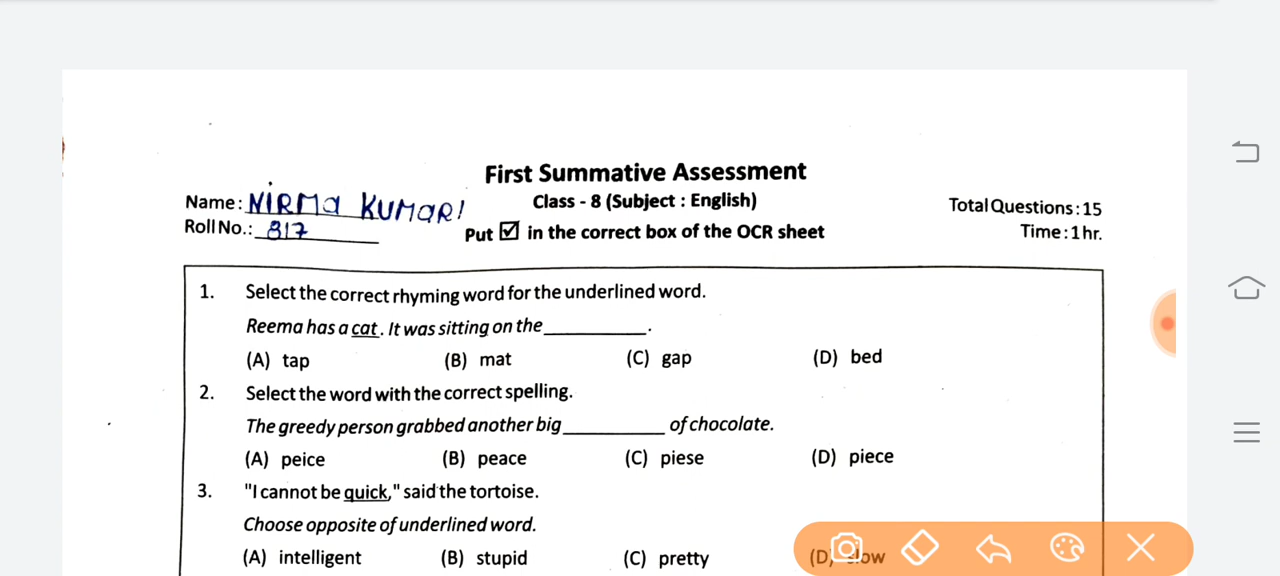 First Summative Assessment
Name: NIRMA KUMARI
Class - 8 (Subject : English)
Total Questions: 15
Roll No.: 817
Put ☑ in the correct box of the OCR sheet
Time: 1 hr.
1. Select the correct rhyming word for the underlined word.
Reema has a cat. It was sitting on the__________.
(A) tap (B) mat (C) gap (D) bed
2. Select the word with the correct spelling.
The greedy person grabbed another big__________ of chocolate.
(A) peice (B) peace (C) piese (D) piece
3. "I cannot be quick," said the tortoise.
Choose opposite of underlined word.
(A) intelligent (B) stupid (C) pretty (D) slow